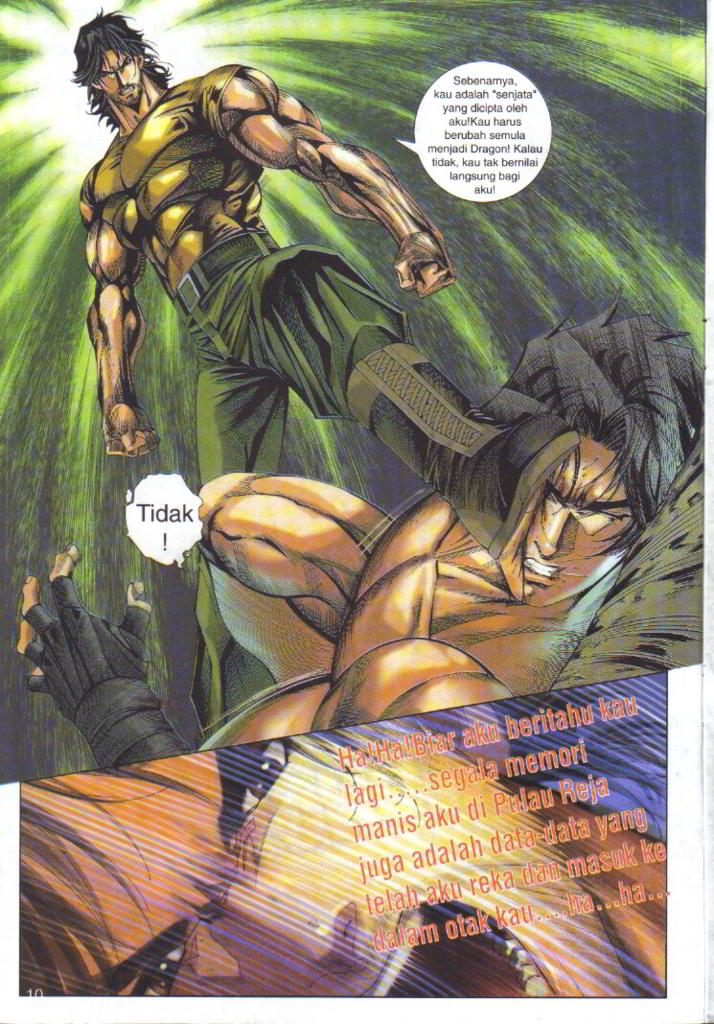 Sebenarnya,
kau adalah "senjata"
yang dicipta oleh
aku!Kau harus
berubah semula
menjadi Dragon! Kalau
tidak, kau tak bernilai
langsung bagi
aku!
Tidak
!
Ha!Ha!Biar aku beritahu kau
lagi.....segala memori
manis aku di Pulau Reja
juga adalah data-data yang
telah aku reka dan masuk ke
dalam otak kau....ha...ha...
10